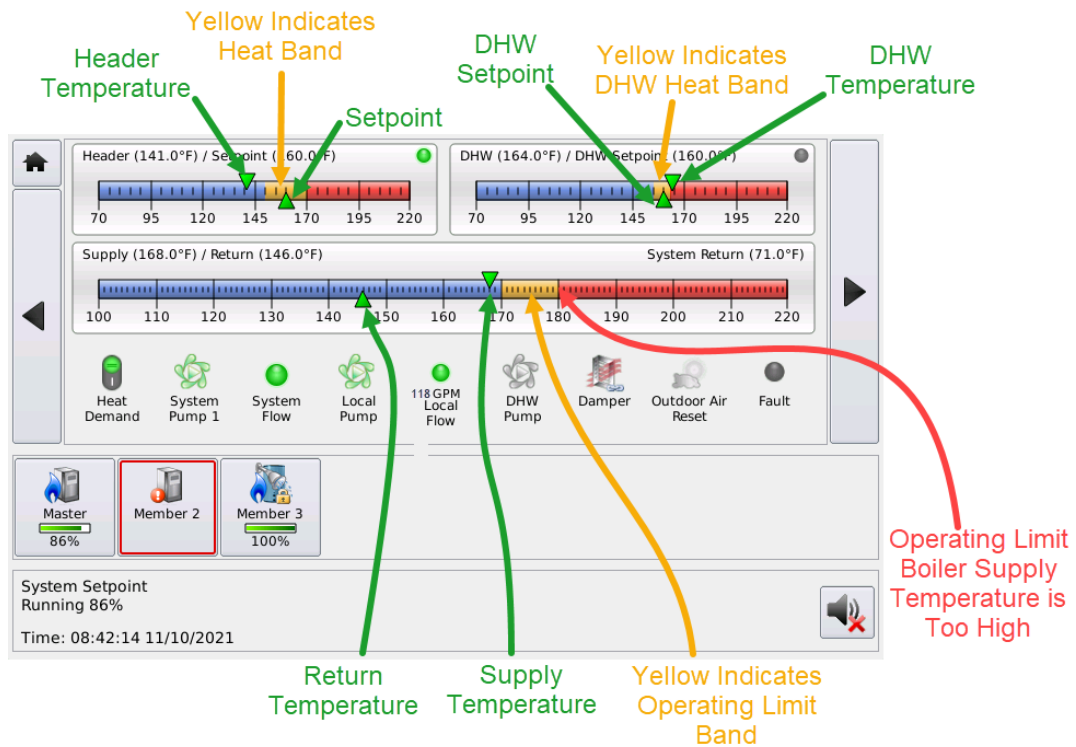 Yellow Indicates
Heat Band
Header
Temperature
Setpoint
DHW
Setpoint
Yellow Indicates
DHW Heat Band
DHW
Temperature
Header (141.0°F) / Setpoint (160.0°F)
70 95 120 145 170 195 220
DHW (164.0°F) / DHW Setpoint (160.0°F)
70 95 120 145 170 195 220
Supply (168.0°F) / Return (146.0°F)
System Return (71.0°F)
100 110 120 130 140 150 160 170 180 190 200 210 220
Heat
Demand
System
Pump 1
System
Flow
Local
Pump
118 GPM
Local
Flow
DHW
Pump
Damper
Outdoor Air
Reset
Fault
Master
86%
Member 2
Member 3
100%
System Setpoint
Running 86%
Time: 08:42:14 11/10/2021
Operating Limit
Boiler Supply
Temperature is
Too High
Return
Temperature
Supply
Temperature
Yellow Indicates
Operating Limit
Band